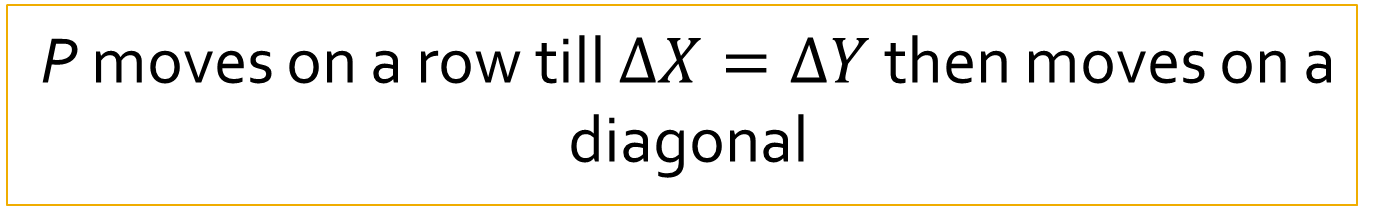 P moves on a row till ΔX = ΔY then moves on a
diagonal